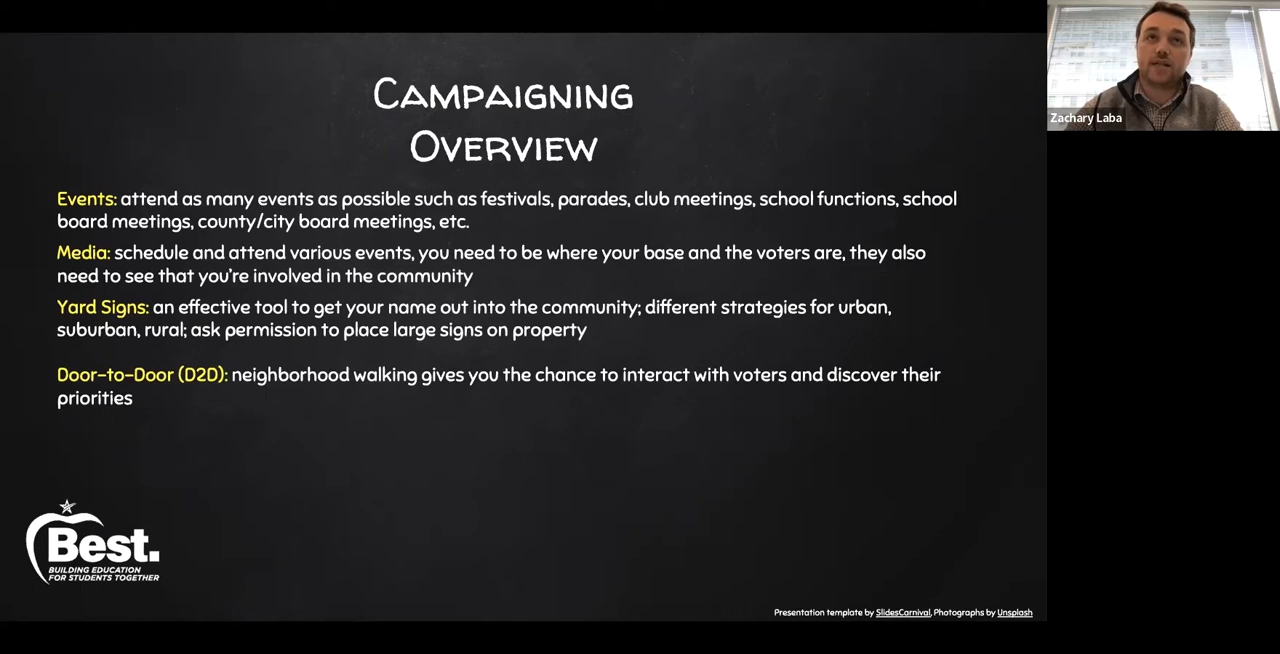 Campaigning
Overview
Events: attend as many events as possible such as festivals, parades, club meetings, school functions, school
board meetings, county/city board meetings, etc.
Media: schedule and attend various events, you need to be where your base and the voters are, they also
need to see that you're involved in the community
Yard Signs: an effective tool to get your name out into the community; different strategies for urban,
suburban, rural; ask permission to place large signs on property
Door-to-Door (D2D): neighborhood walking gives you the chance to interact with voters and discover their
priorities
Best.
BUILDING EDUCATION
FOR STUDENTS TOGETHER
Presentation template by SlidesCarnival, Photographs by Unsplash
Zachary Laba